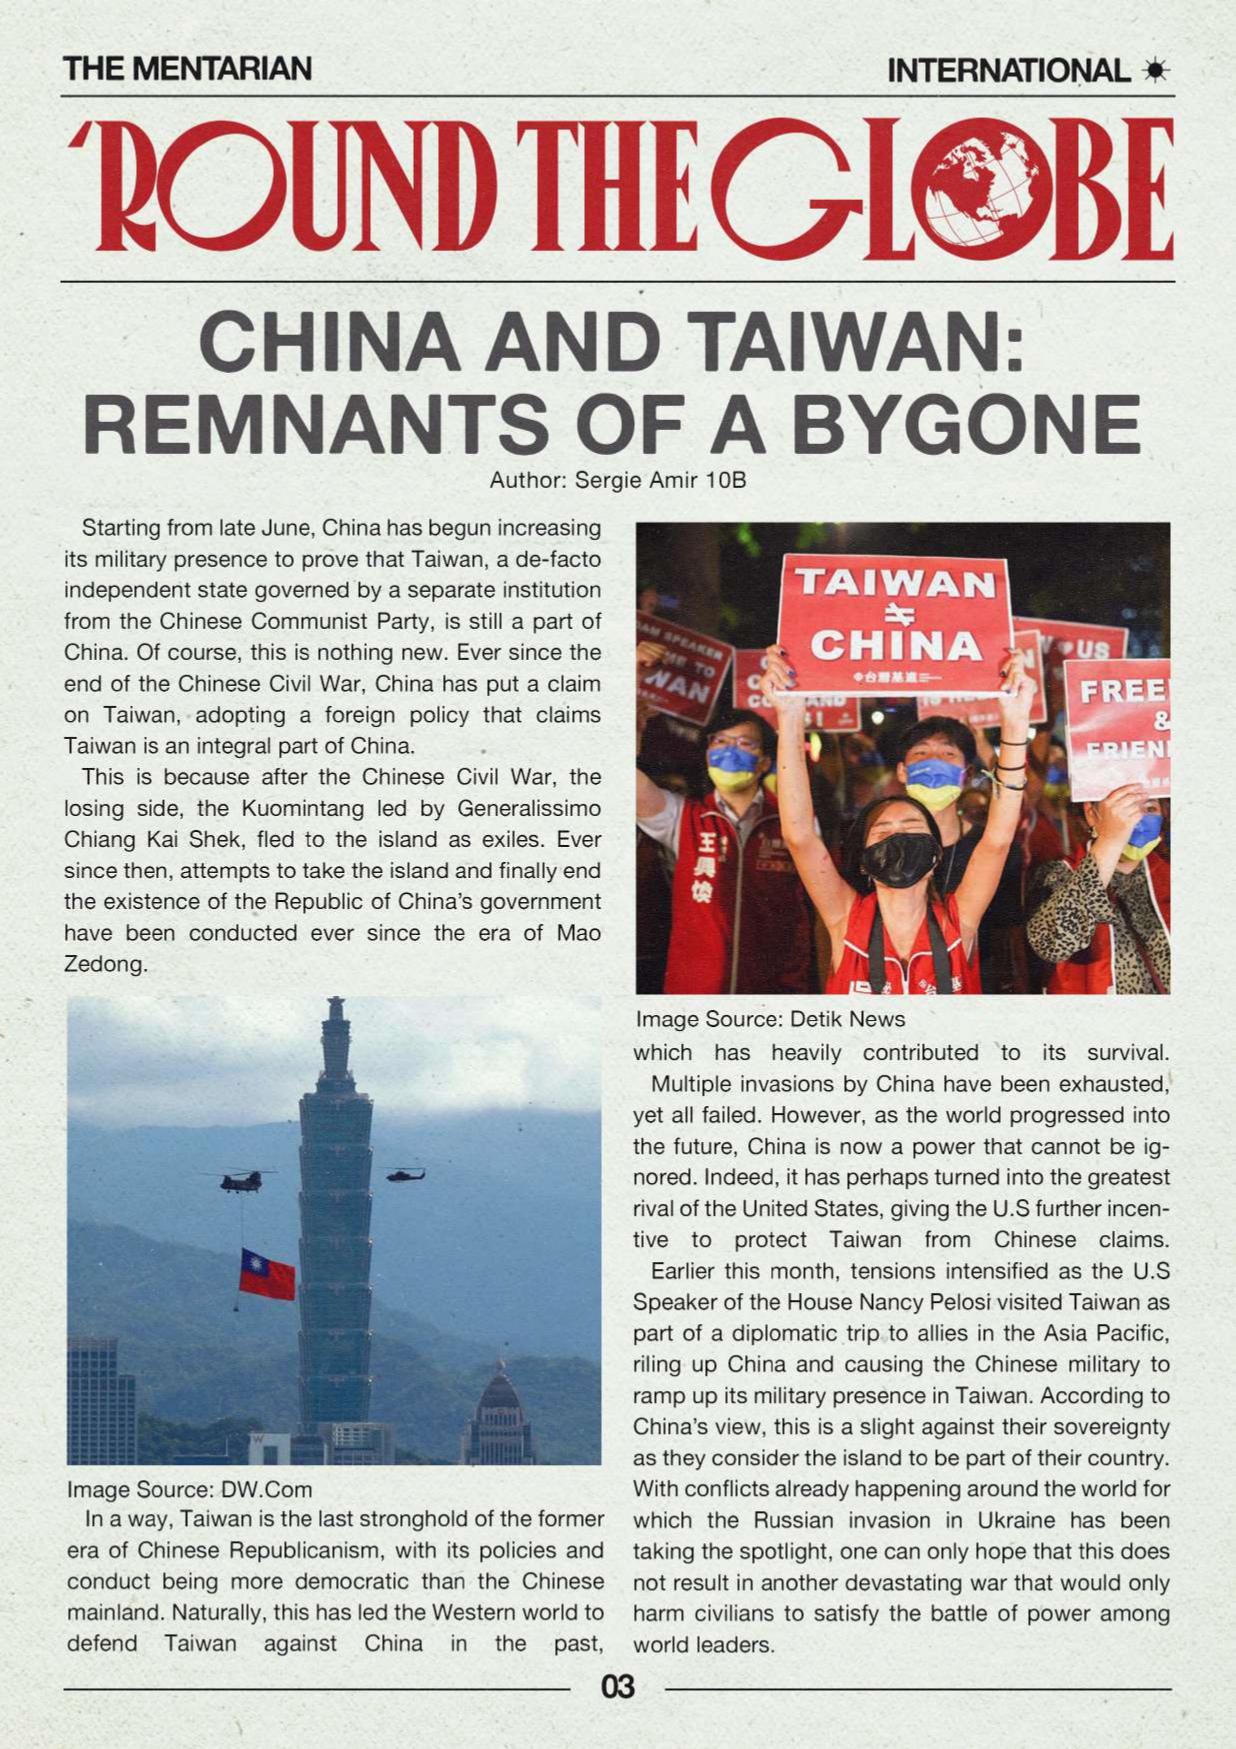 THE MENTARIAN
INTERNATIONAL
'ROUND THE GLOBE
CHINA AND TAIWAN:
REMNANTS OF A BYGONE
Author: Sergie Amir 10B
Starting from late June, China has begun increasing
its military presence to prove that Taiwan, a de-facto
independent state governed by a separate institution
from the Chinese Communist Party, is still a part of
China. Of course, this is nothing new. Ever since the
end of the Chinese Civil War, China has put a claim
on Taiwan, adopting a foreign policy that claims
Taiwan is an integral part of China.
This is because after the Chinese Civil War, the
losing side, the Kuomintang led by Generalissimo
Chiang Kai Shek, fled to the island as exiles. Ever
since then, attempts to take the island and finally end
the existence of the Republic of China's government
have been conducted ever since the era of Mao
Zedong.
Image Source: DW.Com
In a way, Taiwan is the last stronghold of the former
era of Chinese Republicanism, with its policies and
conduct being more democratic than the Chinese
mainland. Naturally, this has led the Western world to
defend Taiwan against China in the past,
TAIWAN
≠
CHINA
台灣基進
SPEAKER
TO
WAN
US
FREE
&
FRIEN
王興煥
Image Source: Detik News
which has heavily contributed to its survival.
Multiple invasions by China have been exhausted,
yet all failed. However, as the world progressed into
the future, China is now a power that cannot be ig-
nored. Indeed, it has perhaps turned into the greatest
rival of the United States, giving the U.S further incen-
tive to protect Taiwan from Chinese claims.
Earlier this month, tensions intensified as the U.S
Speaker of the House Nancy Pelosi visited Taiwan as
part of a diplomatic trip to allies in the Asia Pacific,
riling up China and causing the Chinese military to
ramp up its military presence in Taiwan. According to
China's view, this is a slight against their sovereignty
as they consider the island to be part of their country.
With conflicts already happening around the world for
which the Russian invasion in Ukraine has been
taking the spotlight, one can only hope that this does
not result in another devastating war that would only
harm civilians to satisfy the battle of power among
world leaders.
03